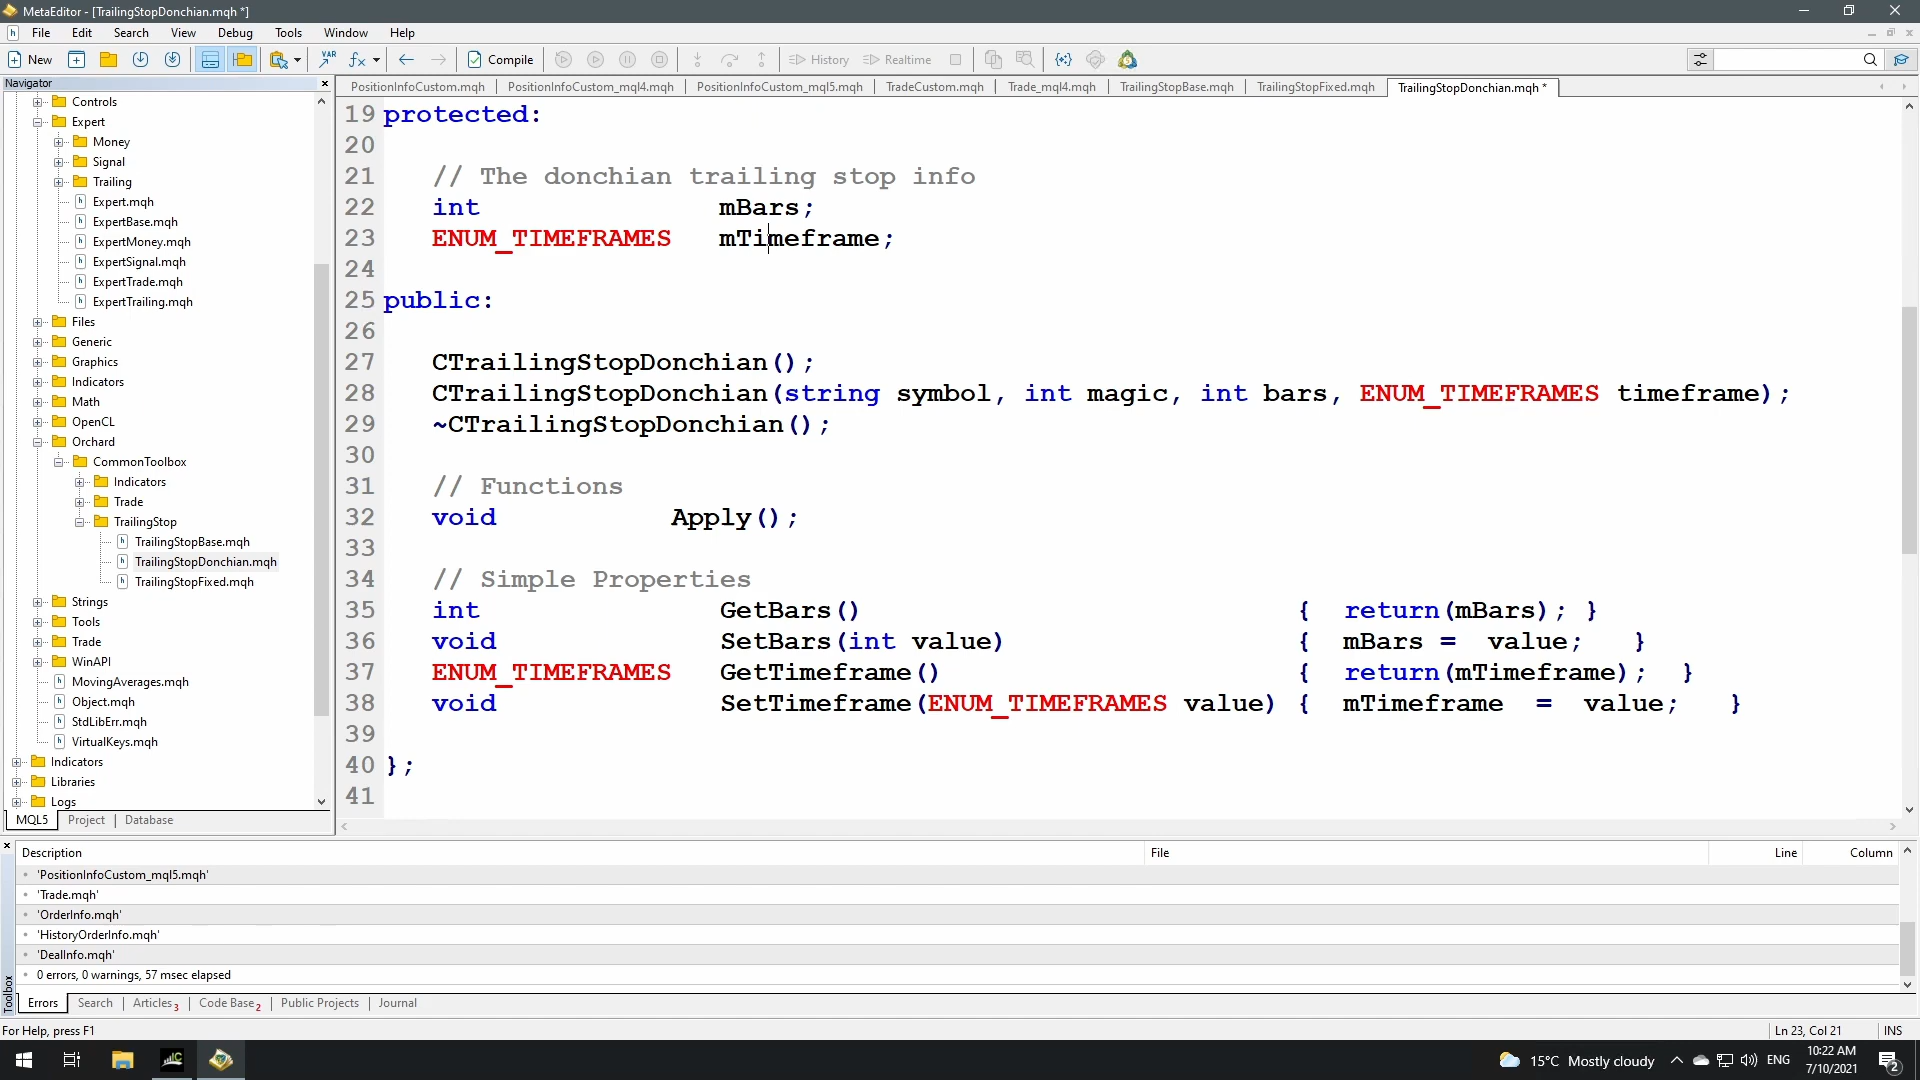 MetaEditor - [TrailingStopDonchian.mqh *]
File Edit Search View Debug Tools Window Help
New Compile History Realtime
Navigator
PositionInfoCustom.mqh PositionInfoCustom_mql4.mqh PositionInfoCustom_mql5.mqh TradeCustom.mqh Trade_mql4.mqh TrailingStopBase.mqh TrailingStopFixed.mqh TrailingStopDonchian.mqh *
Controls
Expert
Money
Signal
Trailing
Expert.mqh
ExpertBase.mqh
ExpertMoney.mqh
ExpertSignal.mqh
ExpertTrade.mqh
ExpertTrailing.mqh
Files
Generic
Graphics
Indicators
Math
OpenCL
Orchard
CommonToolbox
Indicators
Trade
TrailingStop
TrailingStopBase.mqh
TrailingStopDonchian.mqh
TrailingStopFixed.mqh
Strings
Tools
Trade
WinAPI
MovingAverages.mqh
Object.mqh
StdLibErr.mqh
VirtualKeys.mqh
Indicators
Libraries
Logs
MQL5 Project Database
19 protected:
20
21 // The donchian trailing stop info
22 int mBars;
23 ENUM_TIMEFRAMES mTimeframe;
24
25 public:
26
27 CTrailingStopDonchian();
28 CTrailingStopDonchian(string symbol, int magic, int bars, ENUM_TIMEFRAMES timeframe);
29 ~CTrailingStopDonchian();
30
31 // Functions
32 void Apply();
33
34 // Simple Properties
35 int GetBars() { return(mBars); }
36 void SetBars(int value) { mBars = value; }
37 ENUM_TIMEFRAMES GetTimeframe() { return(mTimeframe); }
38 void SetTimeframe(ENUM_TIMEFRAMES value) { mTimeframe = value; }
39
40 };
41
Toolbox
Description File Line Column
'PositionInfoCustom_mql5.mqh'
'Trade.mqh'
'OrderInfo.mqh'
'HistoryOrderInfo.mqh'
'DealInfo.mqh'
0 errors, 0 warnings, 57 msec elapsed
Errors Search Articles 3 Code Base 2 Public Projects Journal
For Help, press F1 Ln 23, Col 21 INS
15°C Mostly cloudy ENG 10:22 AM
7/10/2021 2